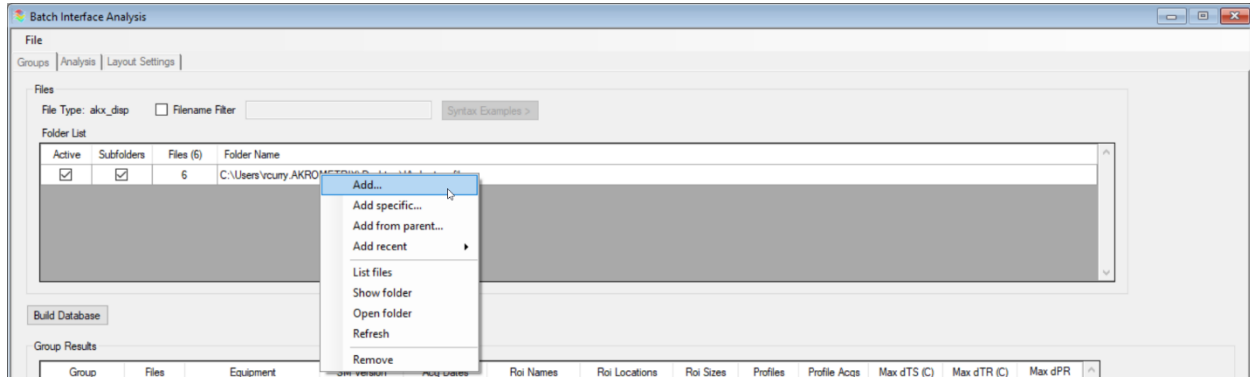 Batch Interface Analysis
File
Groups Analysis Layout Settings
Files
File Type: akx_disp Filename Filter Syntax Examples >
Folder List
Active Subfolders Files (6) Folder Name
6 C:\Users\rcurry.AKROMETRIX\Desktop\
Add...
Add specific...
Add from parent...
Add recent
List files
Show folder
Open folder
Refresh
Remove
Build Database
Group Results
Group Files Equipment SM Version Acq Dates Roi Names Roi Locations Roi Sizes Profiles Profile Acqs Max dTS (C) Max dTR (C) Max dPR